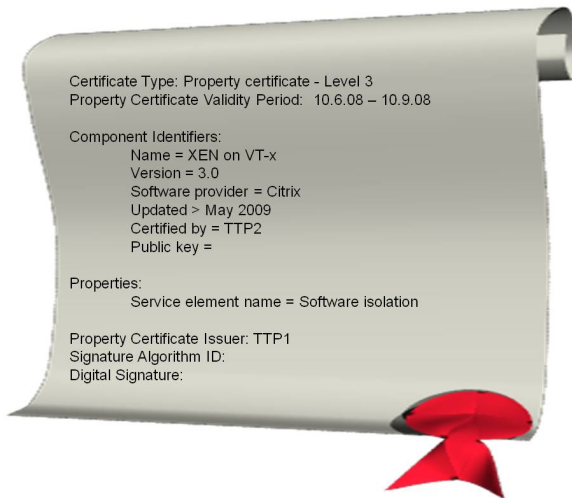 Certificate Type: Property certificate - Level 3
Property Certificate Validity Period: 10.6.08 – 10.9.08
Component Identifiers:
Name = XEN on VT-x
Version = 3.0
Software provider = Citrix
Updated > May 2009
Certified by = TTP2
Public key =
Properties:
Service element name = Software isolation
Property Certificate Issuer: TTP1
Signature Algorithm ID:
Digital Signature: